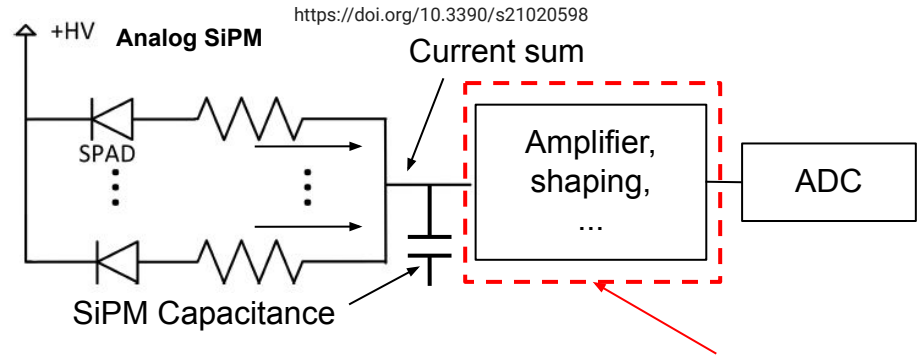 https://doi.org/10.3390/s21020598
+HV
Analog SiPM
Current sum
SPAD
Amplifier,
shaping,
...
ADC
SiPM Capacitance